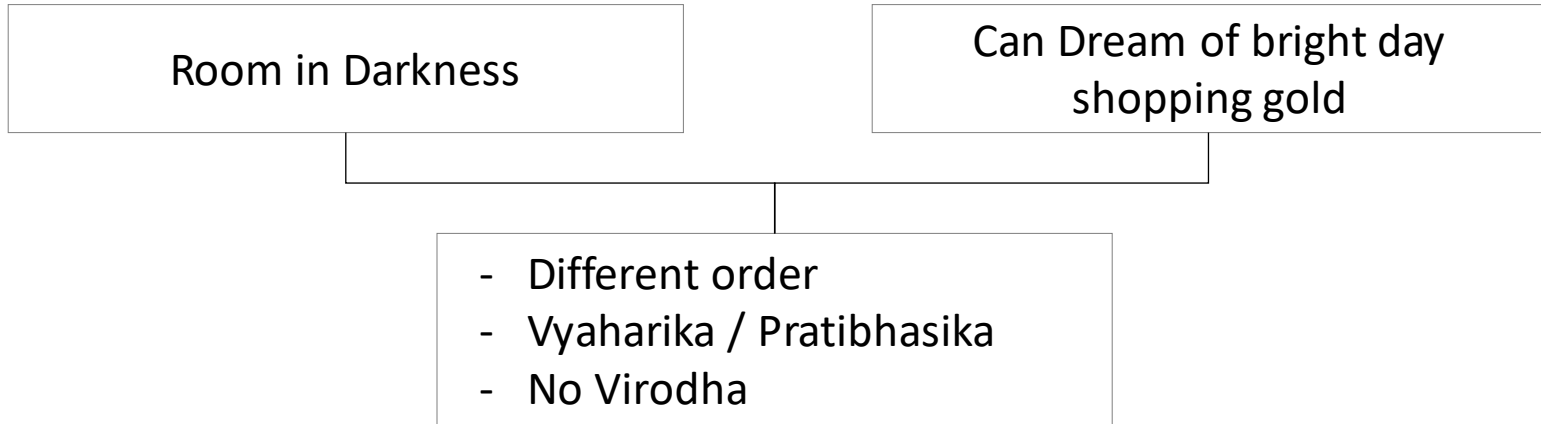 Room in Darkness
Can Dream of bright day
shopping gold
- Different order
- Vyaharika / Pratibhasika
- No Virodha